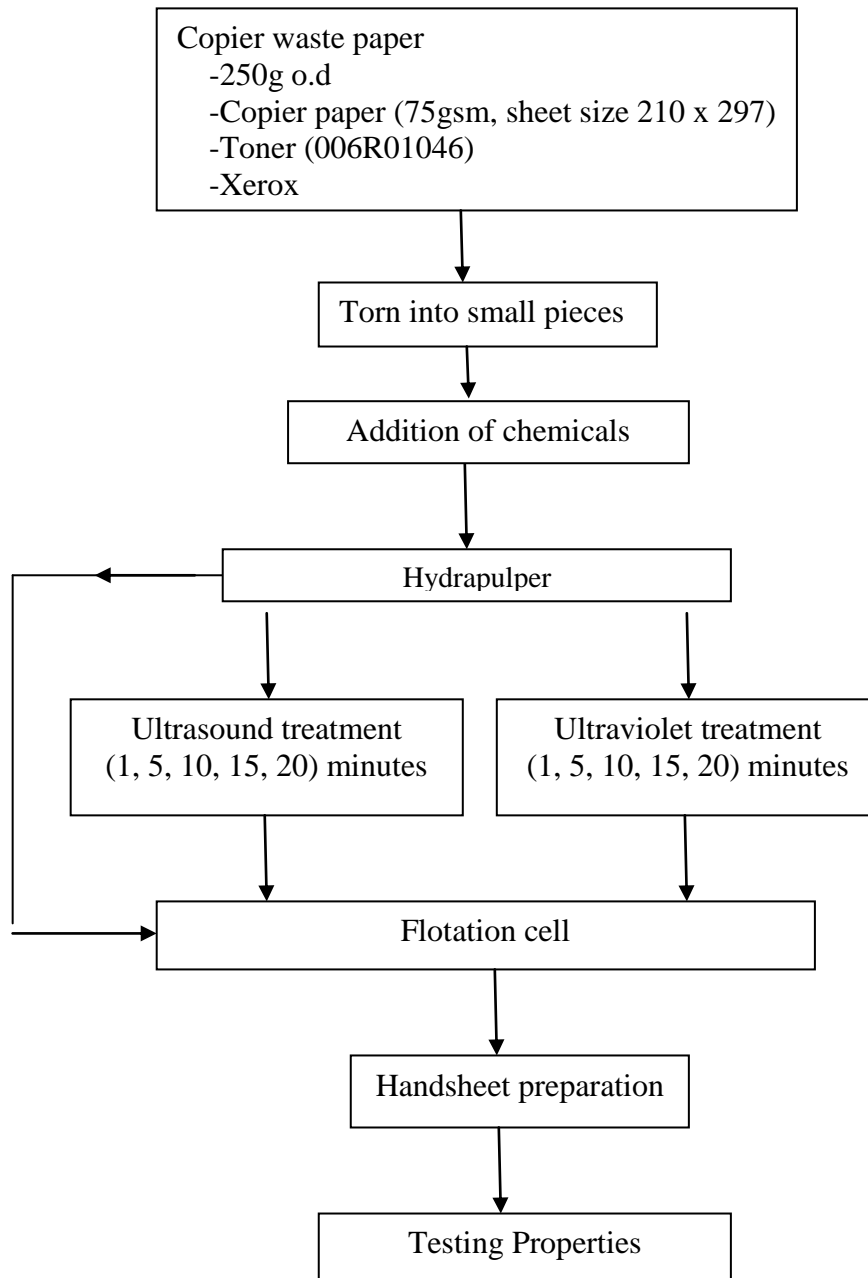 Copier waste paper
-250g o.d
-Copier paper (75gsm, sheet size 210 x 297)
-Toner (006R01046)
-Xerox
Torn into small pieces
Addition of chemicals
Hydrapulper
Ultrasound treatment
(1, 5, 10, 15, 20) minutes
Ultraviolet treatment
(1, 5, 10, 15, 20) minutes
Flotation cell
Handsheet preparation
Testing Properties